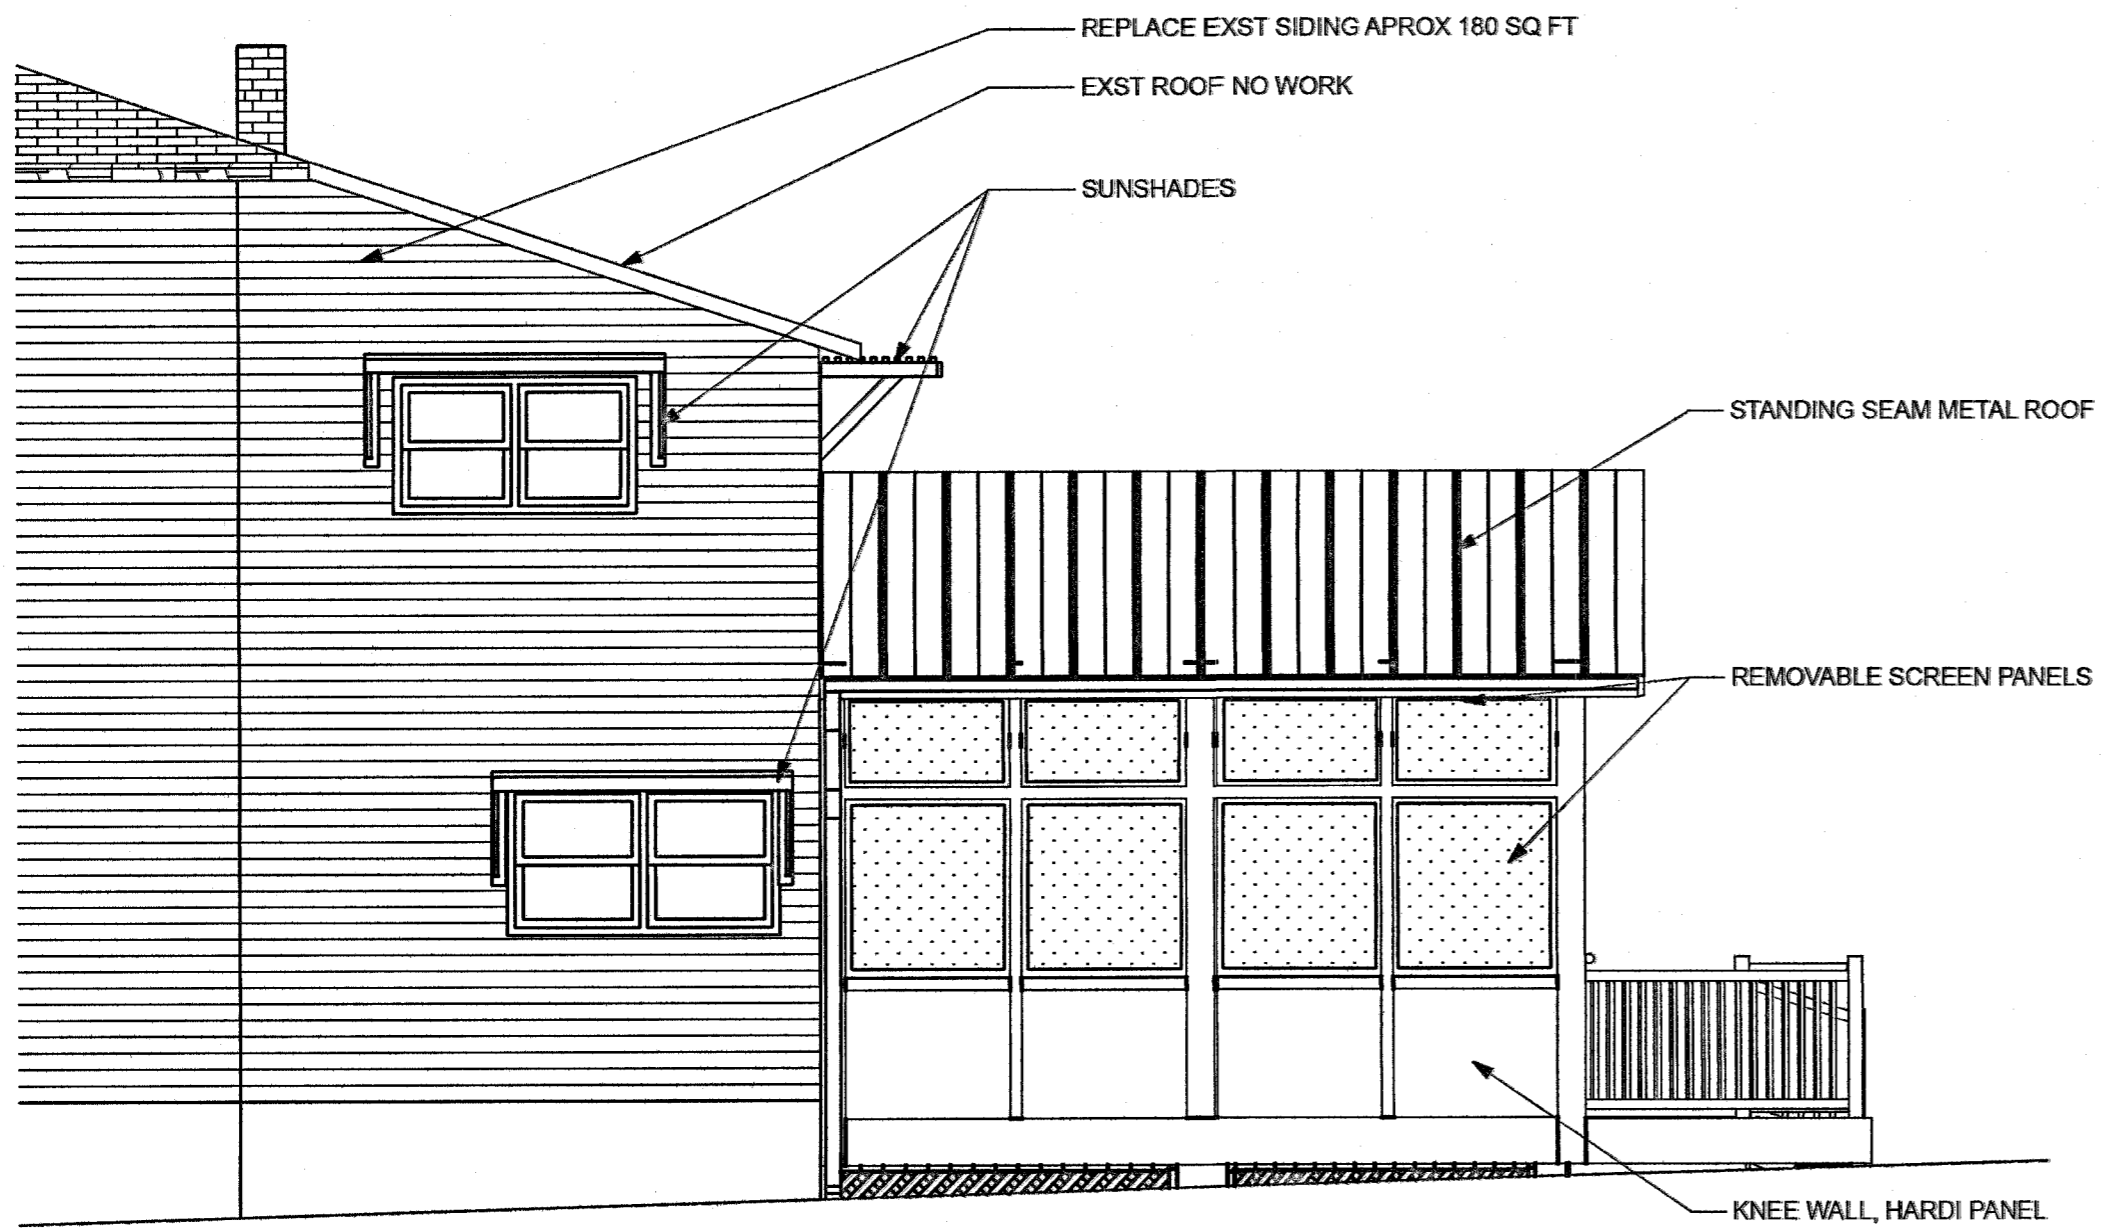 REPLACE EXST SIDING APROX 180 SQ FT
EXST ROOF NO WORK
SUNSHADES
STANDING SEAM METAL ROOF
REMOVABLE SCREEN PANELS
KNEE WALL, HARDI PANEL